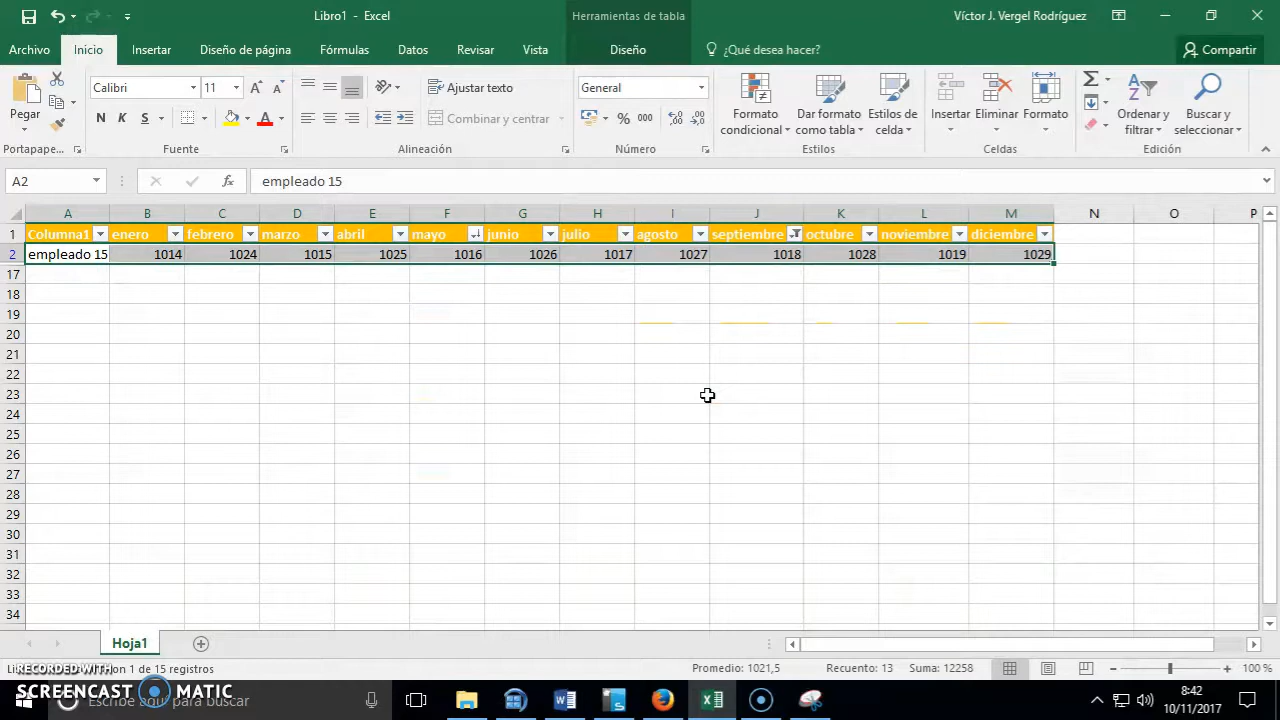 Libro1 - Excel
Herramientas de tabla
Víctor J. Vergel Rodríguez
Archivo Inicio Insertar Diseño de página Fórmulas Datos Revisar Vista Diseño ¿Qué desea hacer? Compartir
Pegar
Calibri 11
N K S
Ajustar texto
Combinar y centrar
General
% 000
Formato condicional
Dar formato como tabla
Estilos de celda
Insertar Eliminar Formato
Ordenar y filtrar
Buscar y seleccionar
Portapape... Fuente Alineación Número Estilos Celdas Edición
A2 fx empleado 15
A B C D E F G H I J K L M N O P
1 Columna1 enero febrero marzo abril mayo junio julio agosto septiembre octubre noviembre diciembre
2 empleado 15 1014 1024 1015 1025 1016 1026 1017 1027 1018 1028 1019 1029
17
18
19
20
21
22
23
24
25
26
27
28
29
30
31
32
33
34
Hoja1
on 1 de 15 registros Promedio: 1021,5 Recuento: 13 Suma: 12258 100 %
RECORDED WITH
SCREENCAST MATIC
Escribe aquí para buscar
8:42
10/11/2017